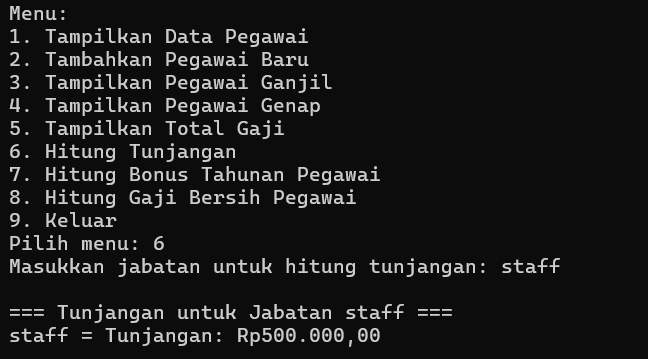 Menu:
1. Tampilkan Data Pegawai
2. Tambahkan Pegawai Baru
3. Tampilkan Pegawai Ganjil
4. Tampilkan Pegawai Genap
5. Tampilkan Total Gaji
6. Hitung Tunjangan
7. Hitung Bonus Tahunan Pegawai
8. Hitung Gaji Bersih Pegawai
9. Keluar
Pilih menu: 6
Masukkan jabatan untuk hitung tunjangan: staff
=== Tunjangan untuk Jabatan staff ===
staff = Tunjangan: Rp500.000,00